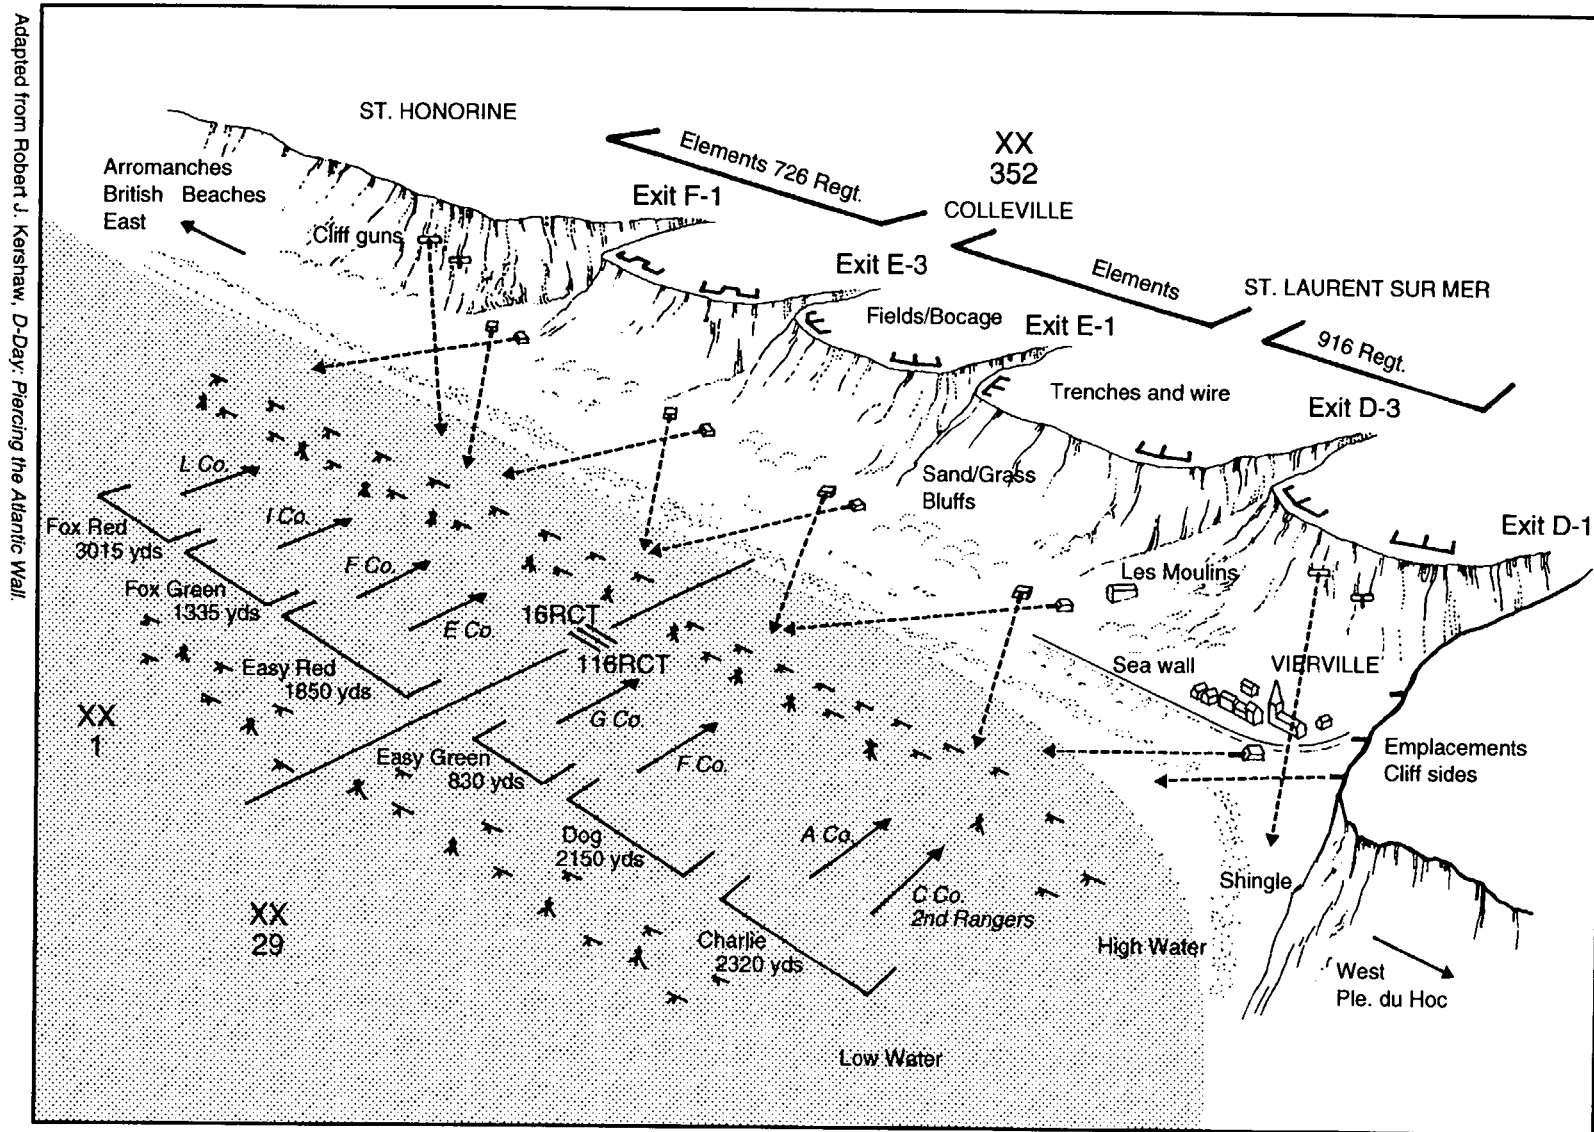 Adapted from Robert J. Kershaw, D-Day: Piercing the Atlantic Wall.
ST. HONORINE
Arromanches
British Beaches
East
Cliff guns
Exit F-1
Elements 726 Regt.
XX
352
COLLEVILLE
Exit E-3
Fields/Bocage
Elements
ST. LAURENT SUR MER
Exit E-1
916 Regt.
Trenches and wire
Exit D-3
Sand/Grass
Bluffs
Exit D-1
Les Moulins
Sea wall
VIERVILLE
Emplacements
Cliff sides
L Co.
Fox Red
3015 yds
I Co.
Fox Green
1335 yds
F Co.
E Co.
Easy Red
1850 yds
16RCT
116RCT
XX
1
G Co.
Easy Green
830 yds
F Co.
Dog
2150 yds
A Co.
C Co.
2nd Rangers
Charlie
2320 yds
XX
29
Shingle
High Water
West
Ple. du Hoc
Low Water